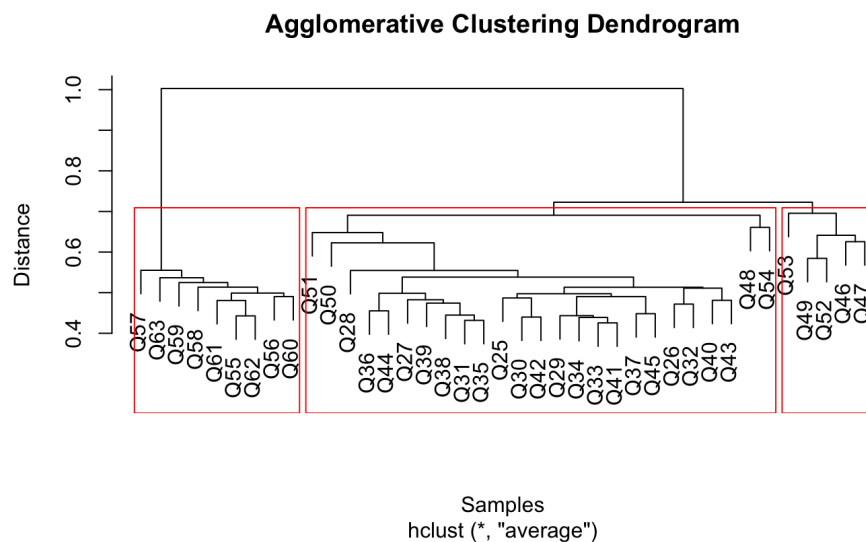 Agglomerative Clustering Dendrogram
Distance
1.0
0.8
0.6
0.4
Q57
Q63
Q59
Q58
Q61
Q55
Q62
Q56
Q60
Q51
Q50
Q28
Q36
Q44
Q27
Q39
Q38
Q31
Q35
Q25
Q30
Q42
Q29
Q34
Q33
Q41
Q37
Q45
Q26
Q32
Q40
Q43
Q48
Q54
Q53
Q49
Q52
Q46
Q47
Samples
hclust (*, "average")